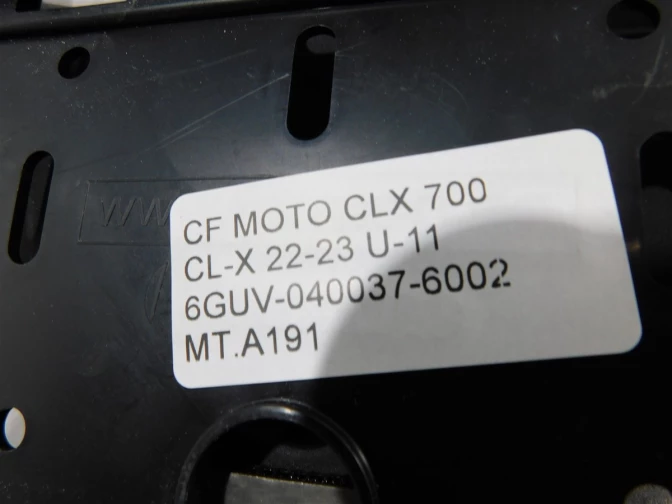 CF MOTO CLX 700
CL-X 22-23 U-11
6GUV-040037-6002
MT.A191